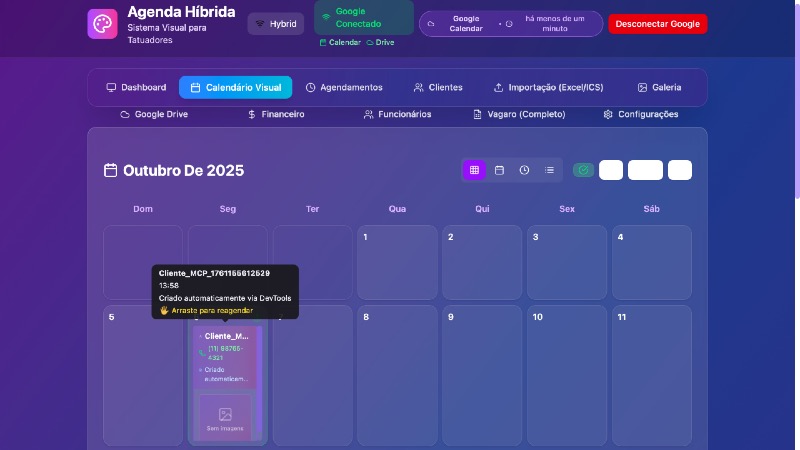 Agenda Híbrida
Sistema Visual para
Tatuadores
Hybrid
Google
Conectado
Calendar Drive
Google
Calendar
•
há menos de um
minuto
Desconectar Google
Dashboard
Calendário Visual
Agendamentos
Clientes
Importação (Excel/ICS)
Galeria
Google Drive
Financeiro
Funcionários
Vagaro (Completo)
Configurações
Outubro De 2025
Dom Seg Ter Qua Qui Sex Sáb
1 2 3 4
Cliente_MCP_1761155612529
13:58
Criado automaticamente via DevTools
Arraste para reagendar
5 8 9 10 11
Cliente_M...
(11) 98765-
4321
Criado
automaticam...
Sem imagens